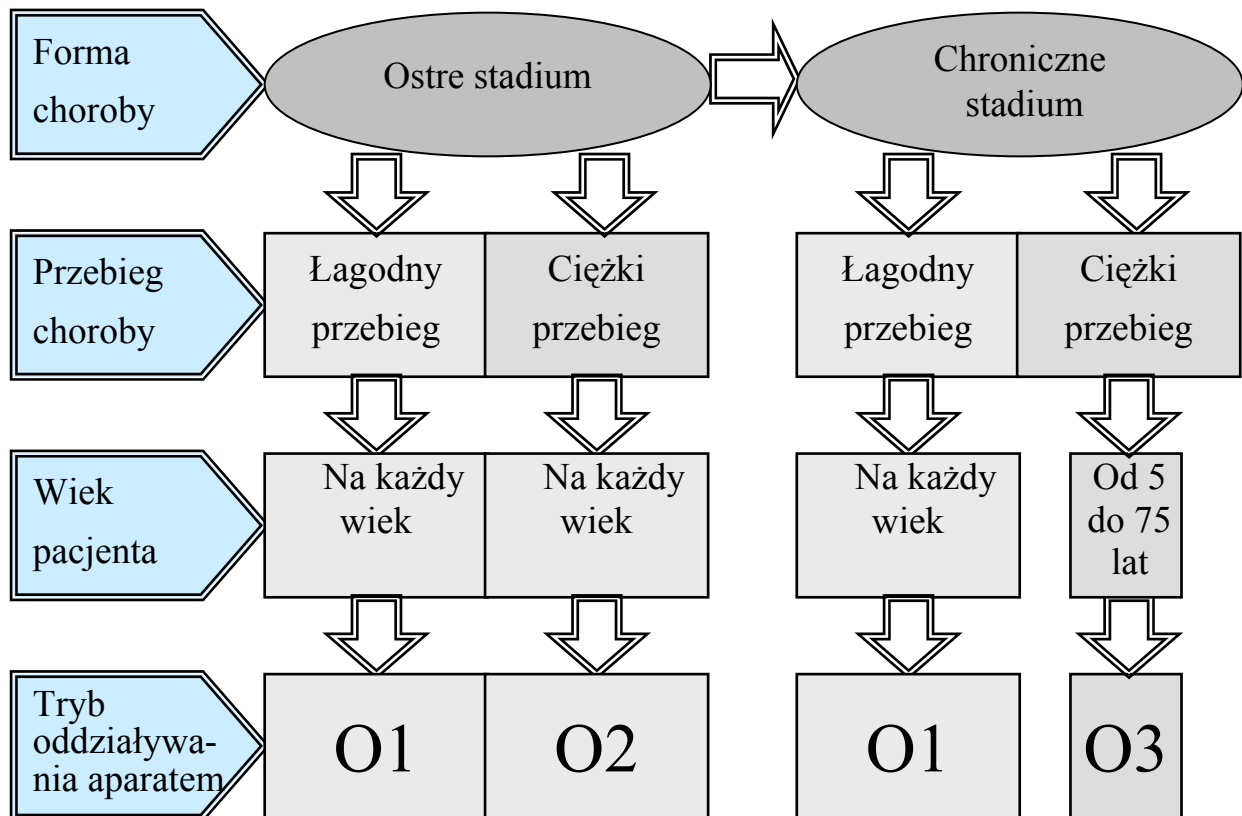 Forma
choroby
Ostre stadium
Chroniczne
stadium
Przebieg
choroby
Łagodny
przebieg
Ciężki
przebieg
Łagodny
przebieg
Ciężki
przebieg
Wiek
pacjenta
Na każdy
wiek
Na każdy
wiek
Na każdy
wiek
Od 5
do 75
lat
Tryb
oddziaływa-
nia aparatem
O1
O2
O1
O3